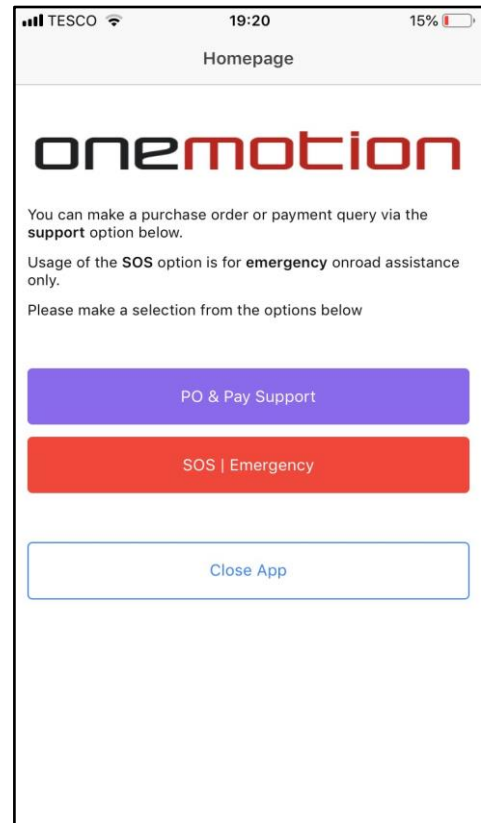 TESCO 19:20 15%
Homepage
onemotion
You can make a purchase order or payment query via the
support option below.
Usage of the SOS option is for emergency onroad assistance
only.
Please make a selection from the options below
PO & Pay Support
SOS | Emergency
Close App